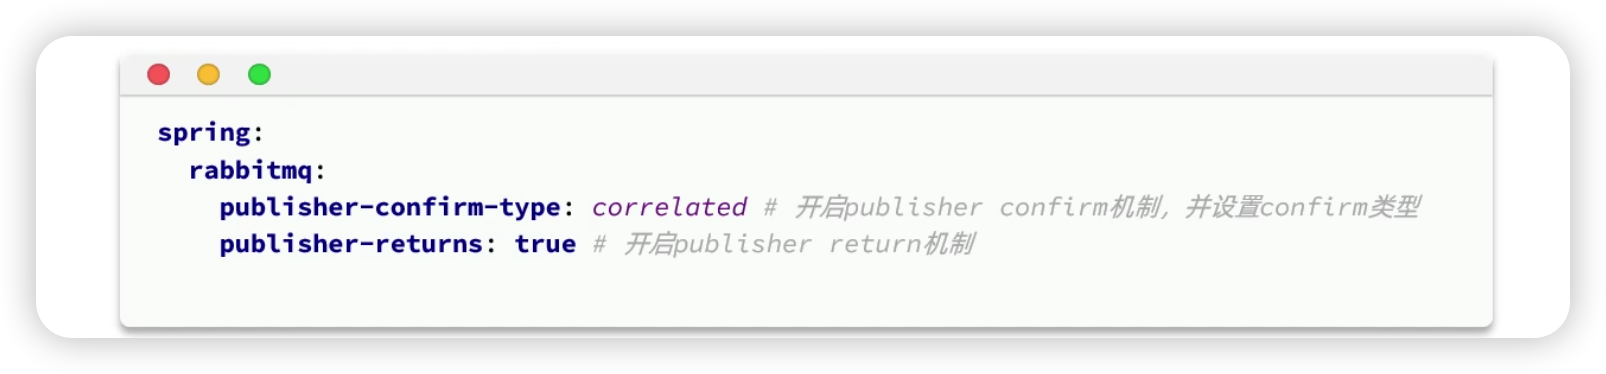 spring:
rabbitmq:
publisher-confirm-type: correlated # 开启publisher confirm机制，并设置confirm类型
publisher-returns: true # 开启publisher return机制